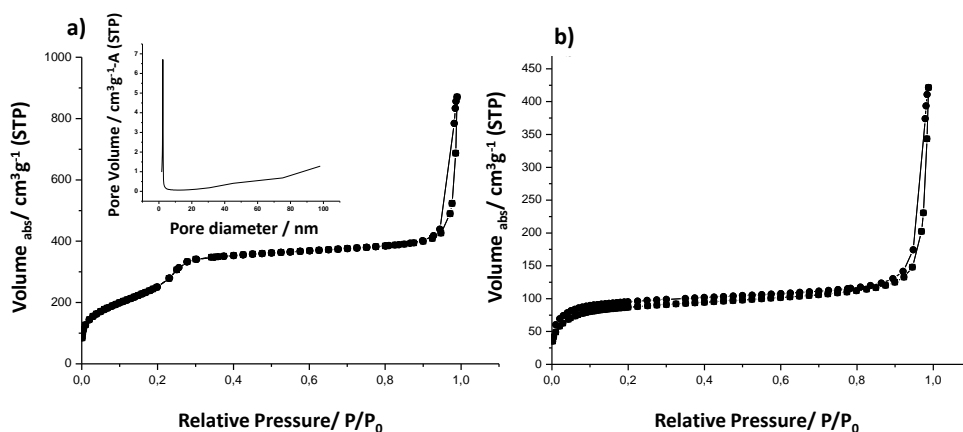 a)
Volume abs/ cm³g⁻¹ (STP)
1000
800
600
400
200
0
0,0 0,2 0,4 0,6 0,8 1,0
Relative Pressure/ P/P₀
Pore Volume / cm³g⁻¹-A (STP)
7
6
5
4
3
2
1
0
0 20 40 60 80 100
Pore diameter / nm
b)
Volume abs/ cm³g⁻¹ (STP)
450
400
350
300
250
200
150
100
50
0
0,0 0,2 0,4 0,6 0,8 1,0
Relative Pressure/ P/P₀